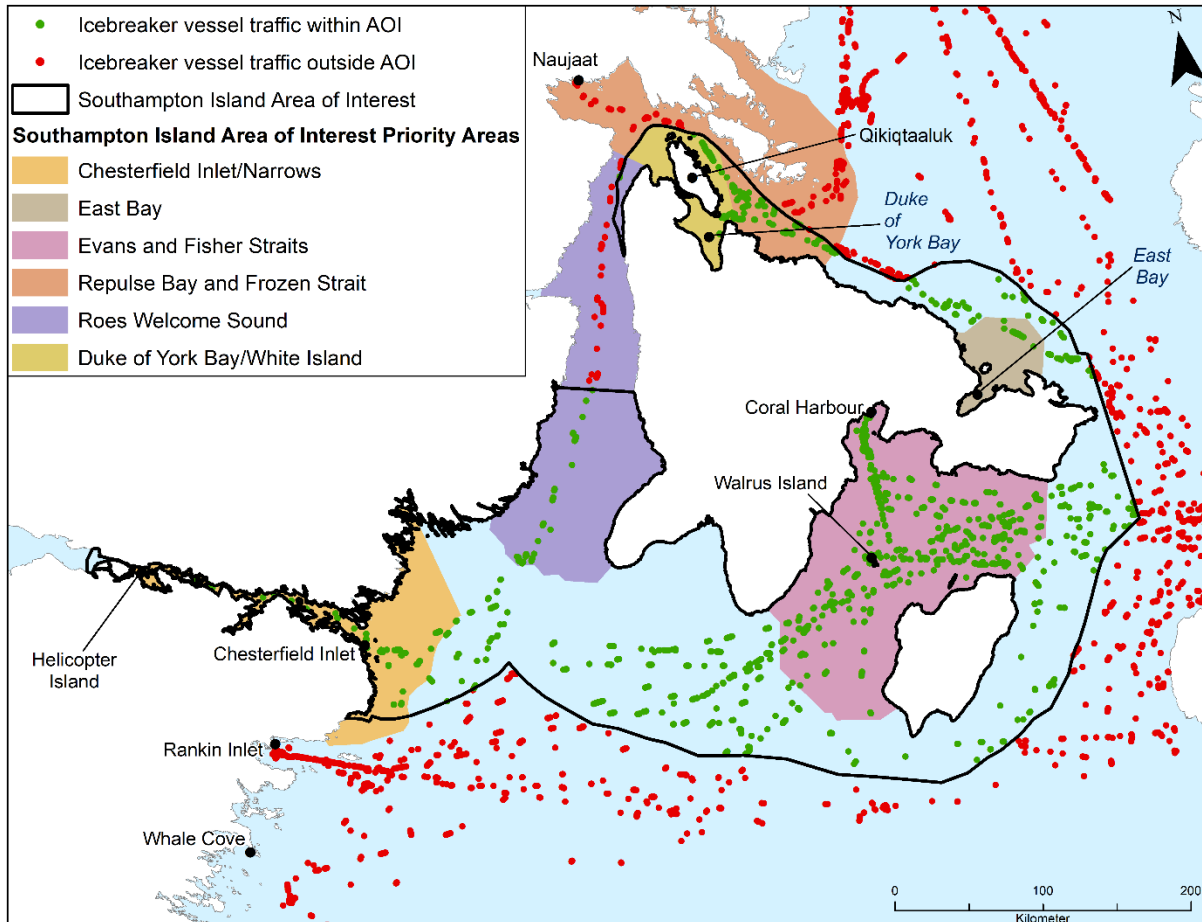 Icebreaker vessel traffic within AOI
Icebreaker vessel traffic outside AOI
Southampton Island Area of Interest
Southampton Island Area of Interest Priority Areas
Chesterfield Inlet/Narrows
East Bay
Evans and Fisher Straits
Repulse Bay and Frozen Strait
Roes Welcome Sound
Duke of York Bay/White Island
N
Naujaat
Qikiqtaaluk
Duke
of
York Bay
East
Bay
Coral Harbour
Walrus Island
Helicopter
Island
Chesterfield Inlet
Rankin Inlet
Whale Cove
0 100 200
Kilometer